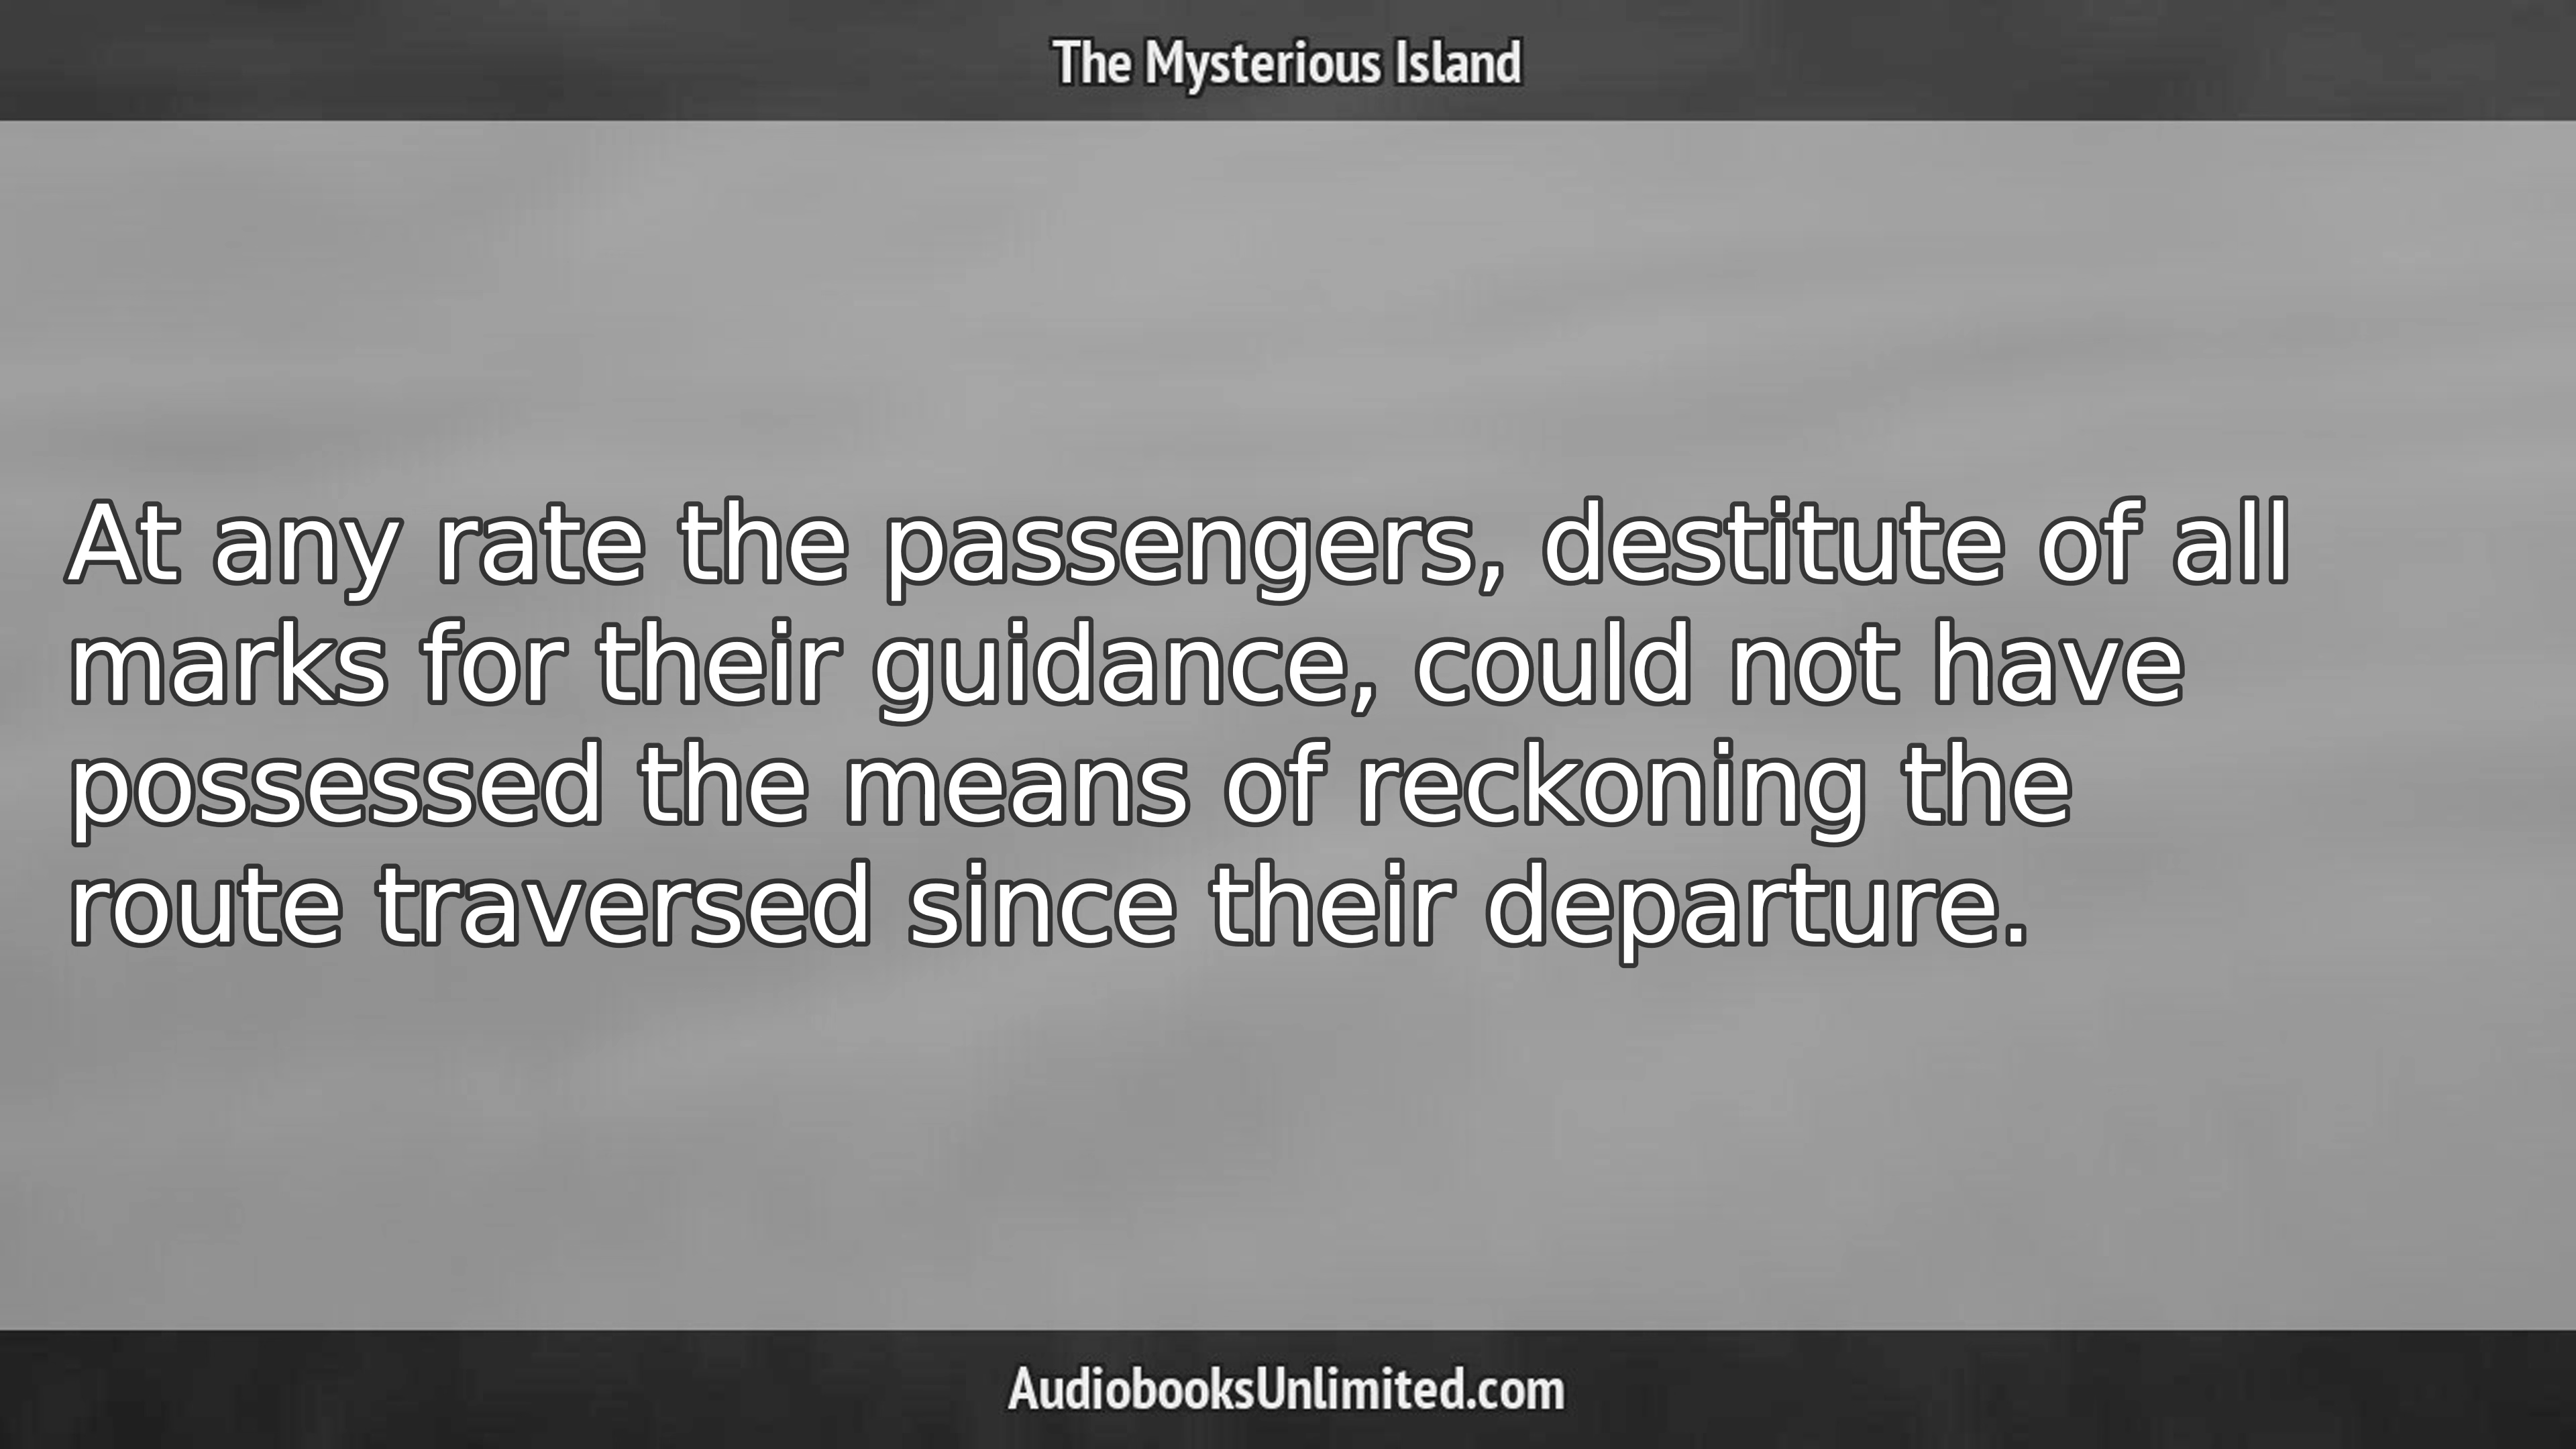 The Mysterious Island
At any rate the passengers, destitute of all
marks for their guidance, could not have
possessed the means of reckoning the
route traversed since their departure.
AudiobooksUnlimited.com